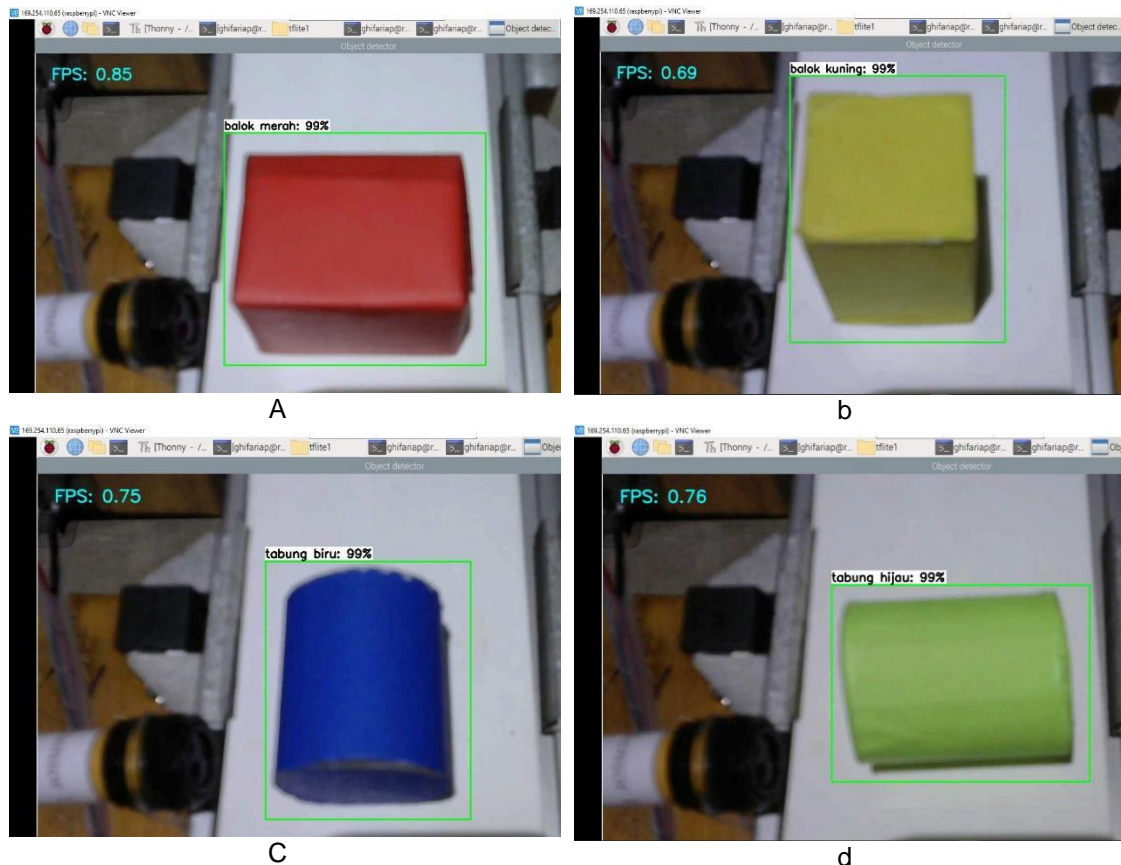 169.254.110.65 (raspberrypi) - VNC Viewer
[Thonny - /... [ghifariap@r... tflite1 ghifariap@r... ghifariap@r... Object detec...
Object detector
FPS: 0.85
balok merah: 99%
A
169.254.110.65 (raspberrypi) - VNC Viewer
[Thonny - /... [ghifariap@r... tflite1 ghifariap@r... ghifariap@r... [Object detec...
Object detector
FPS: 0.69
balok kuning: 99%
b
169.254.110.65 (raspberrypi) - VNC Viewer
[Thonny - /... [ghifariap@r... tflite1 ghifariap@r... ghifariap@r... Obje
Object detector
FPS: 0.75
tabung biru: 99%
C
169.254.110.65 (raspberrypi) - VNC Viewer
[Thonny - /... [ghifariap@r... tflite1 ghifariap@r... ghifariap@r... Ob
Object detector
FPS: 0.76
tabung hijau: 99%
d